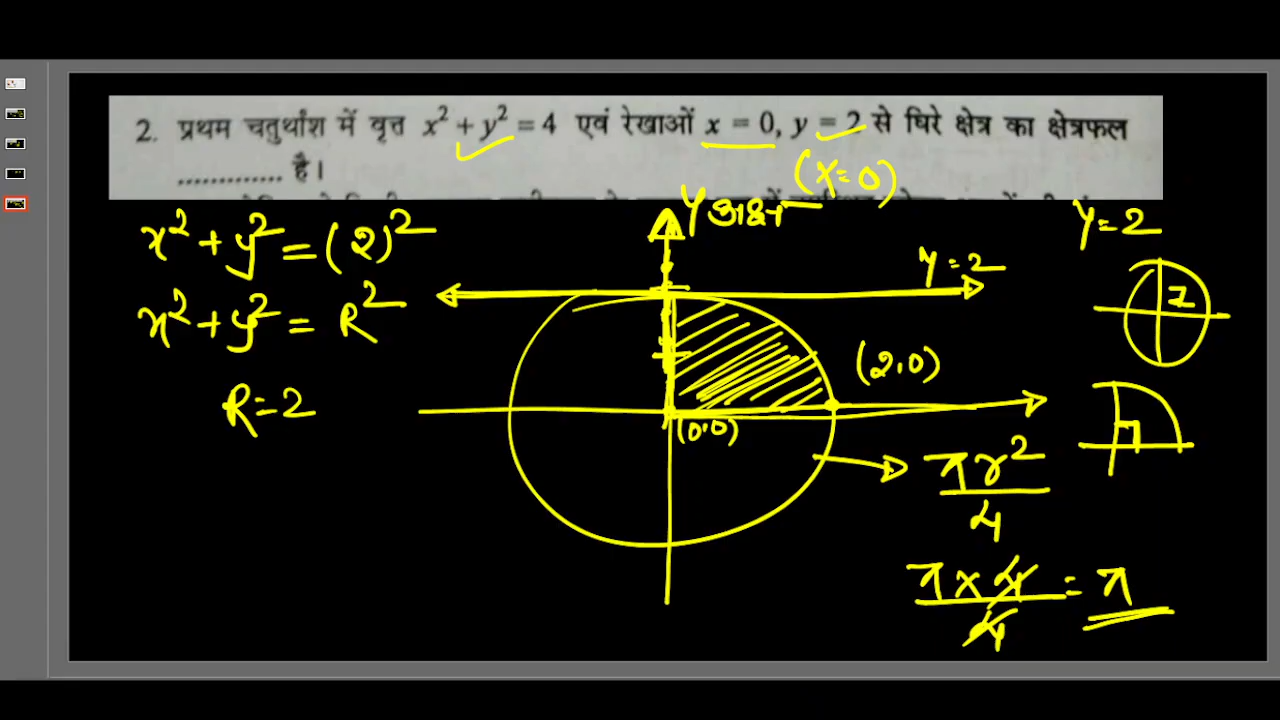 2. प्रथम चतुर्थांश में वृत्त x² + y² = 4 एवं रेखाओं x = 0, y = 2 से घिरे क्षेत्र का क्षेत्रफल
............. है।
(x=0)
x² + y² = (2)²
y अक्ष
y=2
x² + y² = R²
y=2
R=2
(2,0)
(0,0)
πr²/4
π×4/4 = π